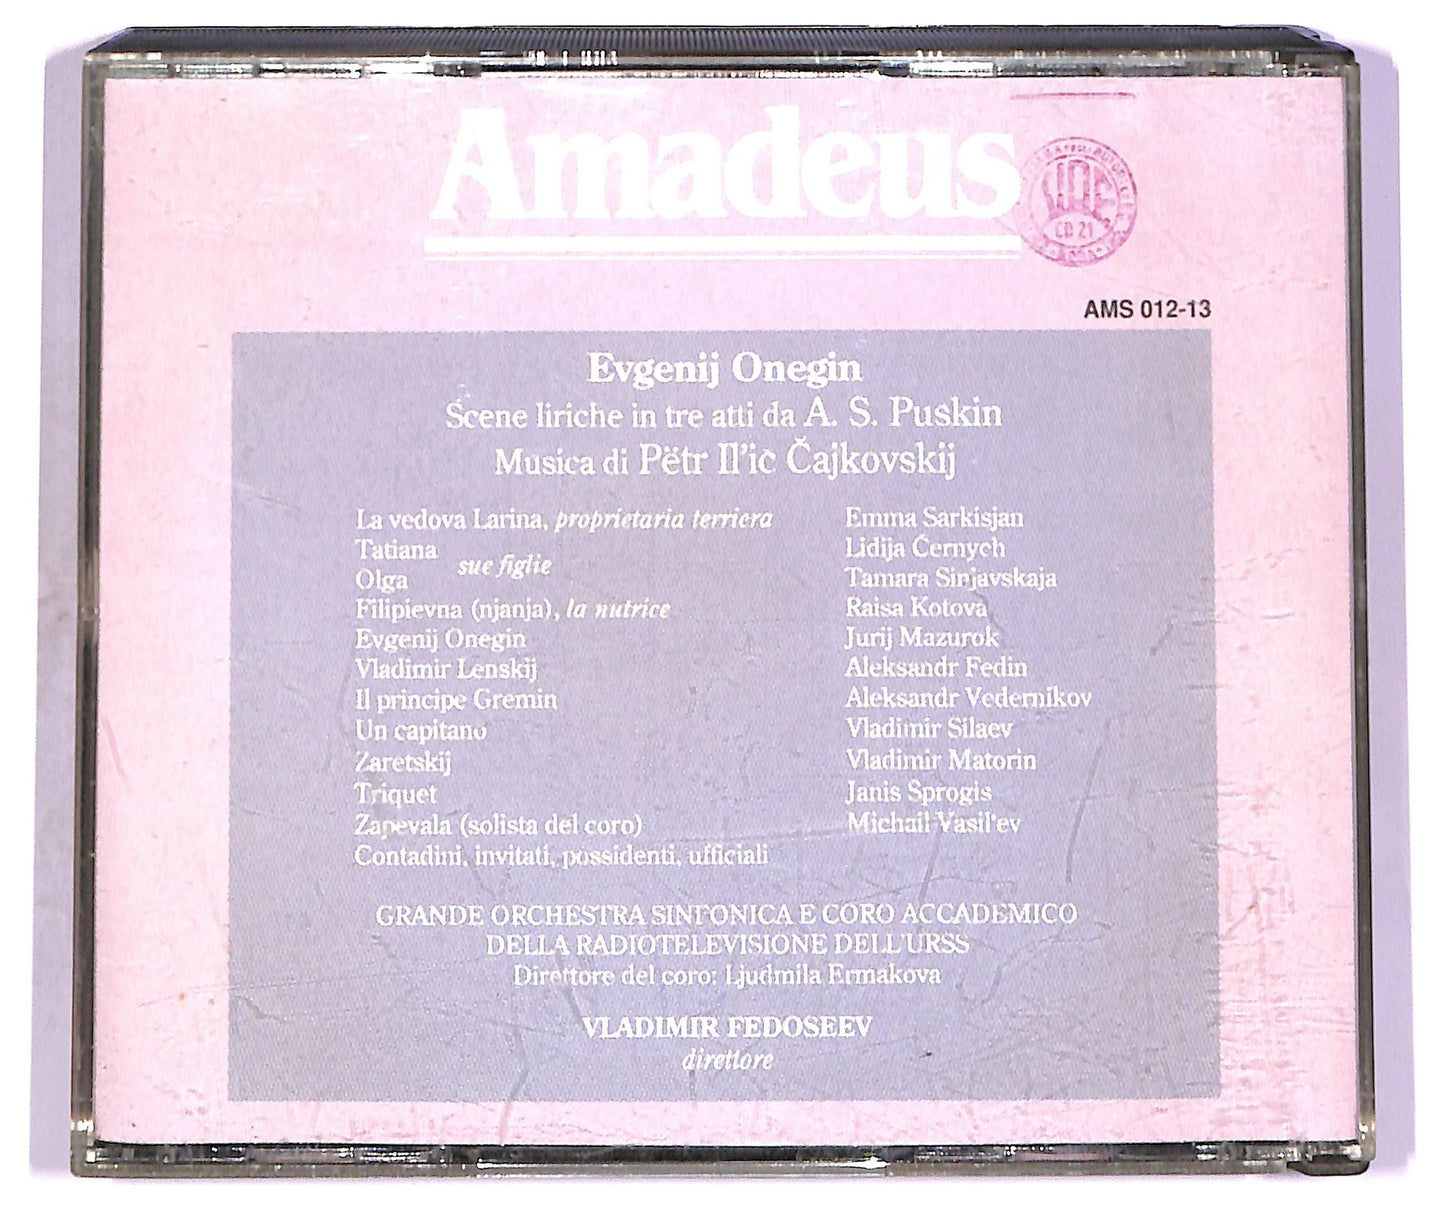 Amadeus
SIAE
CD 21
AMS 012-13
Evgenij Onegin
Scene liriche in tre atti da A. S. Puskin
Musica di Pëtr Il'ic Čajkovskij
La vedova Larina, proprietaria terriera Emma Sarkisjan
Tatiana Lidija Černych
sue figlie
Olga Tamara Sinjavskaja
Filipievna (njanja), la nutrice Raisa Kotova
Evgenij Onegin Jurij Mazurok
Vladimir Lenskij Aleksandr Fedin
Il principe Gremin Aleksandr Vedernikov
Un capitano Vladimir Silaev
Zaretskij Vladimir Matorin
Triquet Janis Sprogis
Zapevala (solista del coro) Michail Vasil'ev
Contadini, invitati, possidenti, ufficiali
GRANDE ORCHESTRA SINFONICA E CORO ACCADEMICO
DELLA RADIOTELEVISIONE DELL'URSS
Direttore del coro: Ljudmila Ermakova
VLADIMIR FEDOSEEV
direttore